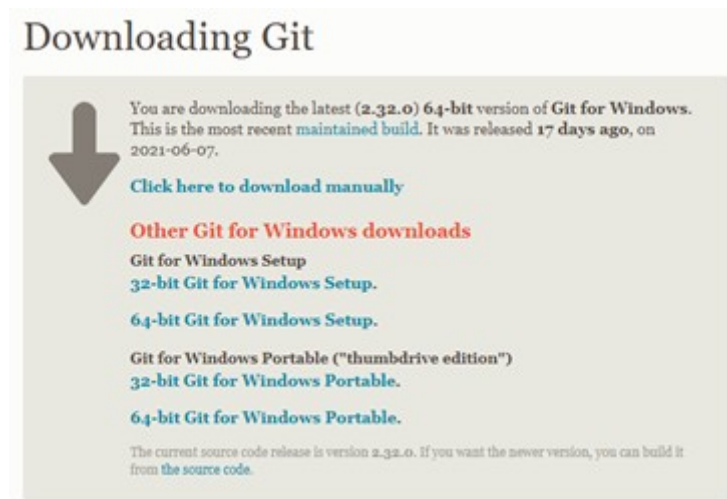 Downloading Git
You are downloading the latest (2.32.0) 64-bit version of Git for Windows.
This is the most recent maintained build. It was released 17 days ago, on
2021-06-07.
Click here to download manually
Other Git for Windows downloads
Git for Windows Setup
32-bit Git for Windows Setup.
64-bit Git for Windows Setup.
Git for Windows Portable ("thumbdrive edition")
32-bit Git for Windows Portable.
64-bit Git for Windows Portable.
The current source code release is version 2.32.0. If you want the newer version, you can build it
from the source code.